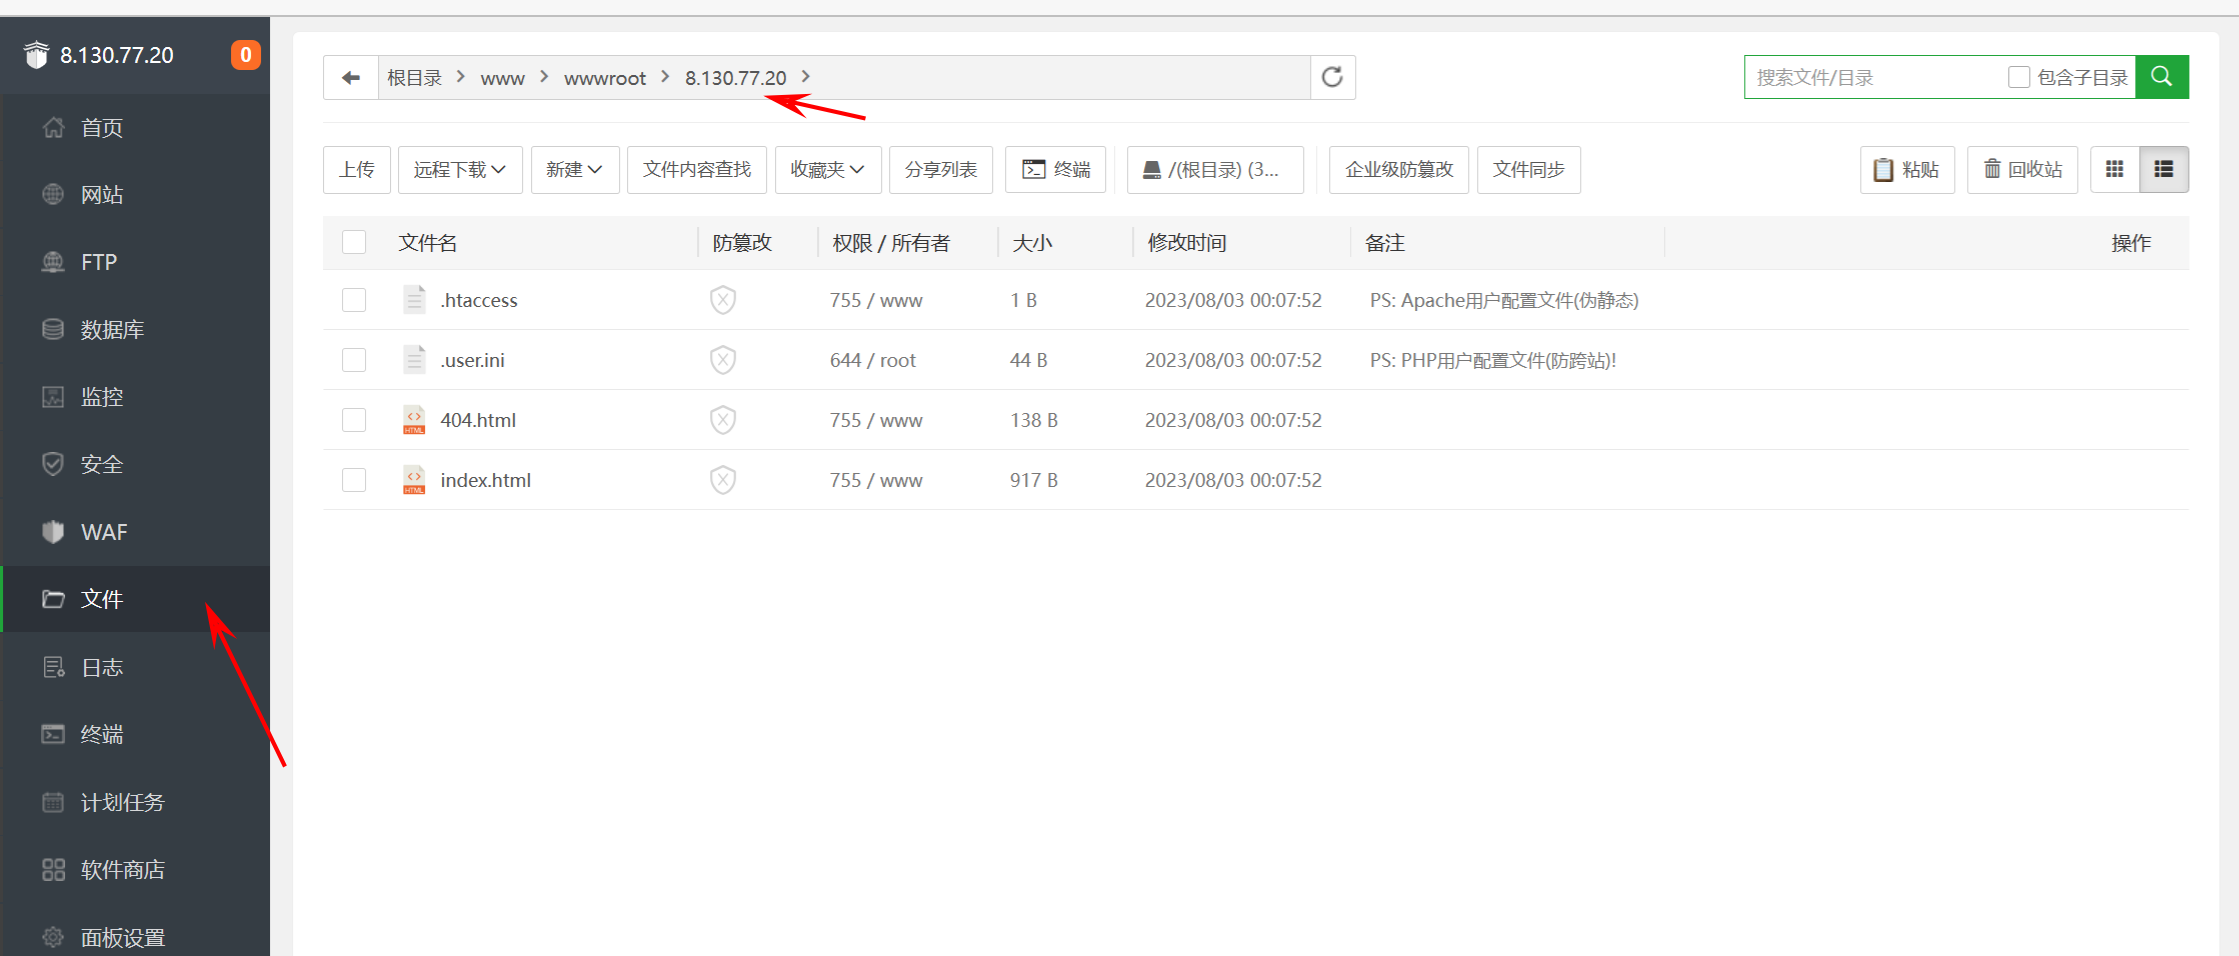 8.130.77.20 0
首页
网站
FTP
数据库
监控
安全
WAF
文件
日志
终端
计划任务
软件商店
面板设置
根目录 www wwwroot 8.130.77.20
搜索文件/目录 包含子目录
上传 远程下载 新建 文件内容查找 收藏夹 分享列表 终端 /(根目录) (3... 企业级防篡改 文件同步 粘贴 回收站
文件名 防篡改 权限 / 所有者 大小 修改时间 备注 操作
.htaccess 755 / www 1 B 2023/08/03 00:07:52 PS: Apache用户配置文件(伪静态)
.user.ini 644 / root 44 B 2023/08/03 00:07:52 PS: PHP用户配置文件(防跨站)!
HTML 404.html 755 / www 138 B 2023/08/03 00:07:52
HTML index.html 755 / www 917 B 2023/08/03 00:07:52